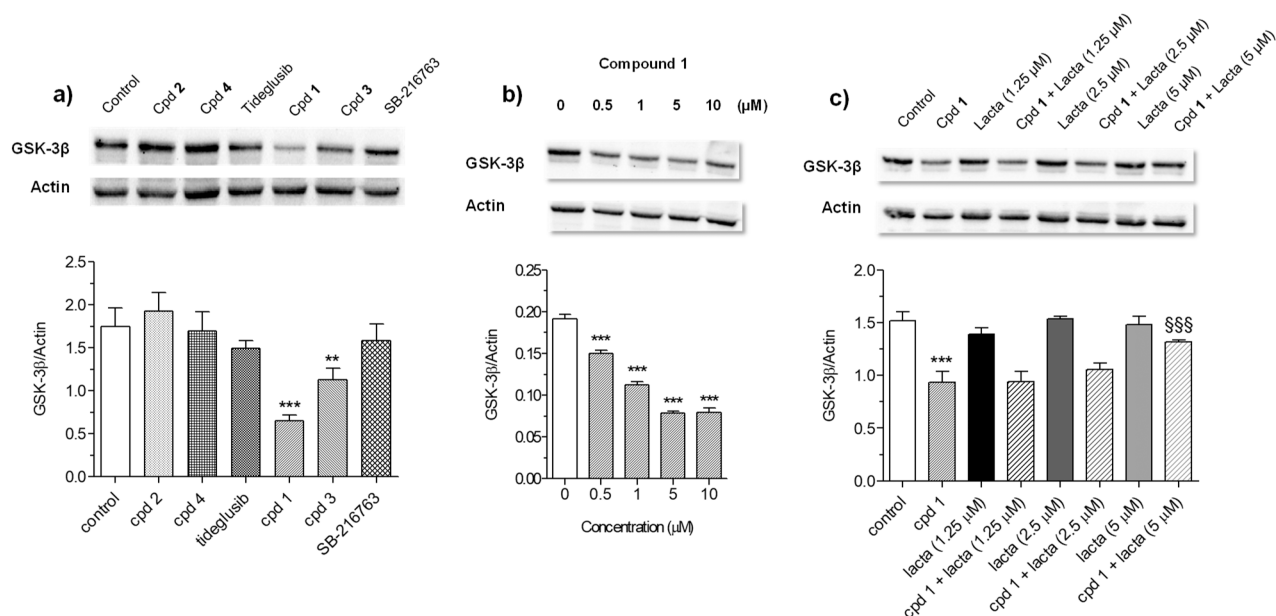 a)
Control
Cpd 2
Cpd 4
Tideglusib
Cpd 1
Cpd 3
SB-216763
GSK-3β
Actin
2.5
2.0
1.5
1.0
0.5
0.0
GSK-3β/Actin
***
**
control
cpd 2
cpd 4
tideglusib
cpd 1
cpd 3
SB-216763
b)
Compound 1
0 0.5 1 5 10 (μM)
GSK-3β
Actin
0.25
0.20
0.15
0.10
0.05
0.00
GSK-3β/Actin
***
***
***
***
0 0.5 1 5 10
Concentration (μM)
c)
Control
Cpd 1
Lacta (1.25 μM)
Cpd 1 + Lacta (1.25 μM)
Lacta (2.5 μM)
Cpd 1 + Lacta (2.5 μM)
Lacta (5 μM)
Cpd 1 + Lacta (5 μM)
GSK-3β
Actin
2.0
1.5
1.0
0.5
0.0
GSK-3β/Actin
***
§§§
control
cpd 1
lacta (1.25 μM)
cpd 1 + lacta (1.25 μM)
lacta (2.5 μM)
cpd 1 + lacta (2.5 μM)
lacta (5 μM)
cpd 1 + lacta (5 μM)